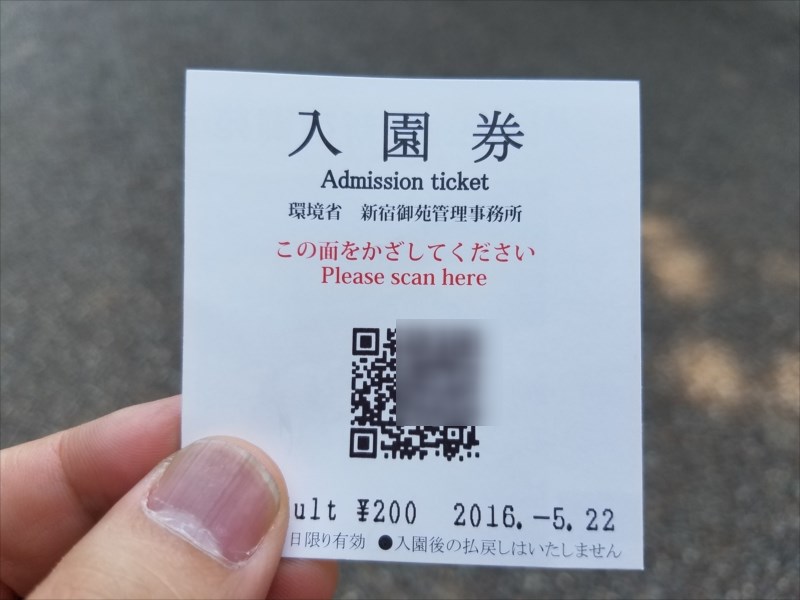 入園券
Admission ticket
環境省 新宿御苑管理事務所
この面をかざしてください
Please scan here
ult ¥200 2016.-5.22
日限り有効 ●入園後の払戻しはいたしません